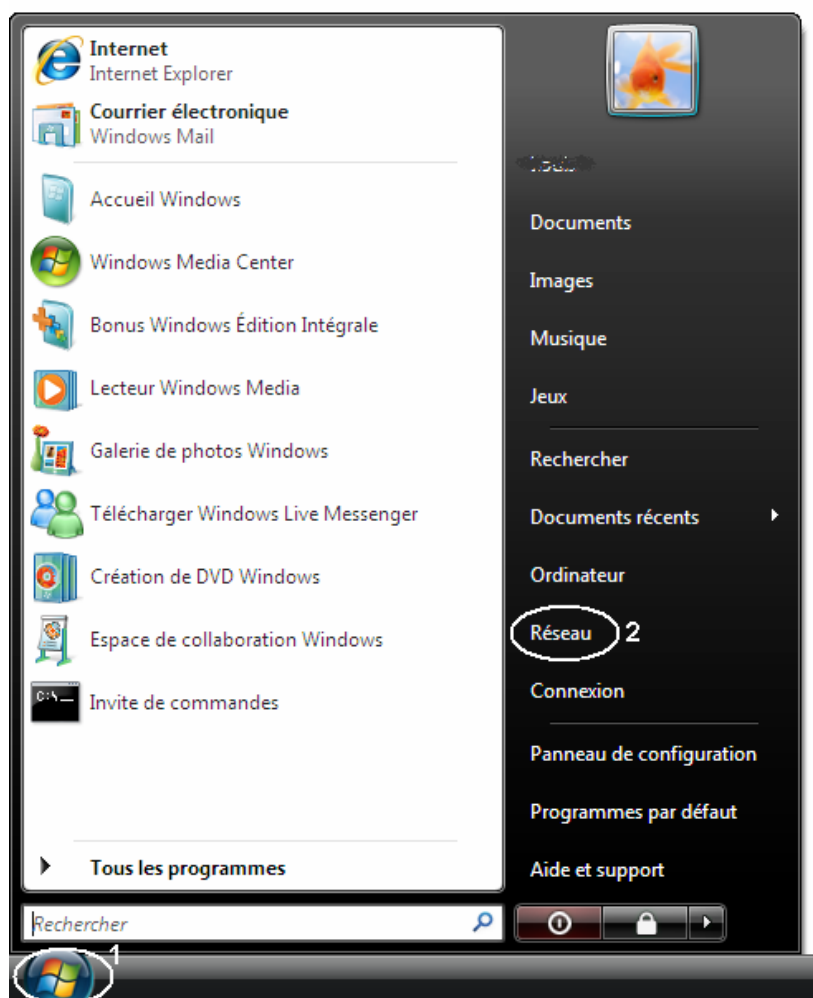 Internet
Internet Explorer
Courrier électronique
Windows Mail
Accueil Windows
Windows Media Center
Bonus Windows Édition Intégrale
Lecteur Windows Media
Galerie de photos Windows
Télécharger Windows Live Messenger
Création de DVD Windows
Espace de collaboration Windows
C:\_
Invite de commandes
Tous les programmes
Rechercher
Documents
Images
Musique
Jeux
Rechercher
Documents récents
Ordinateur
Réseau 2
Connexion
Panneau de configuration
Programmes par défaut
Aide et support
1